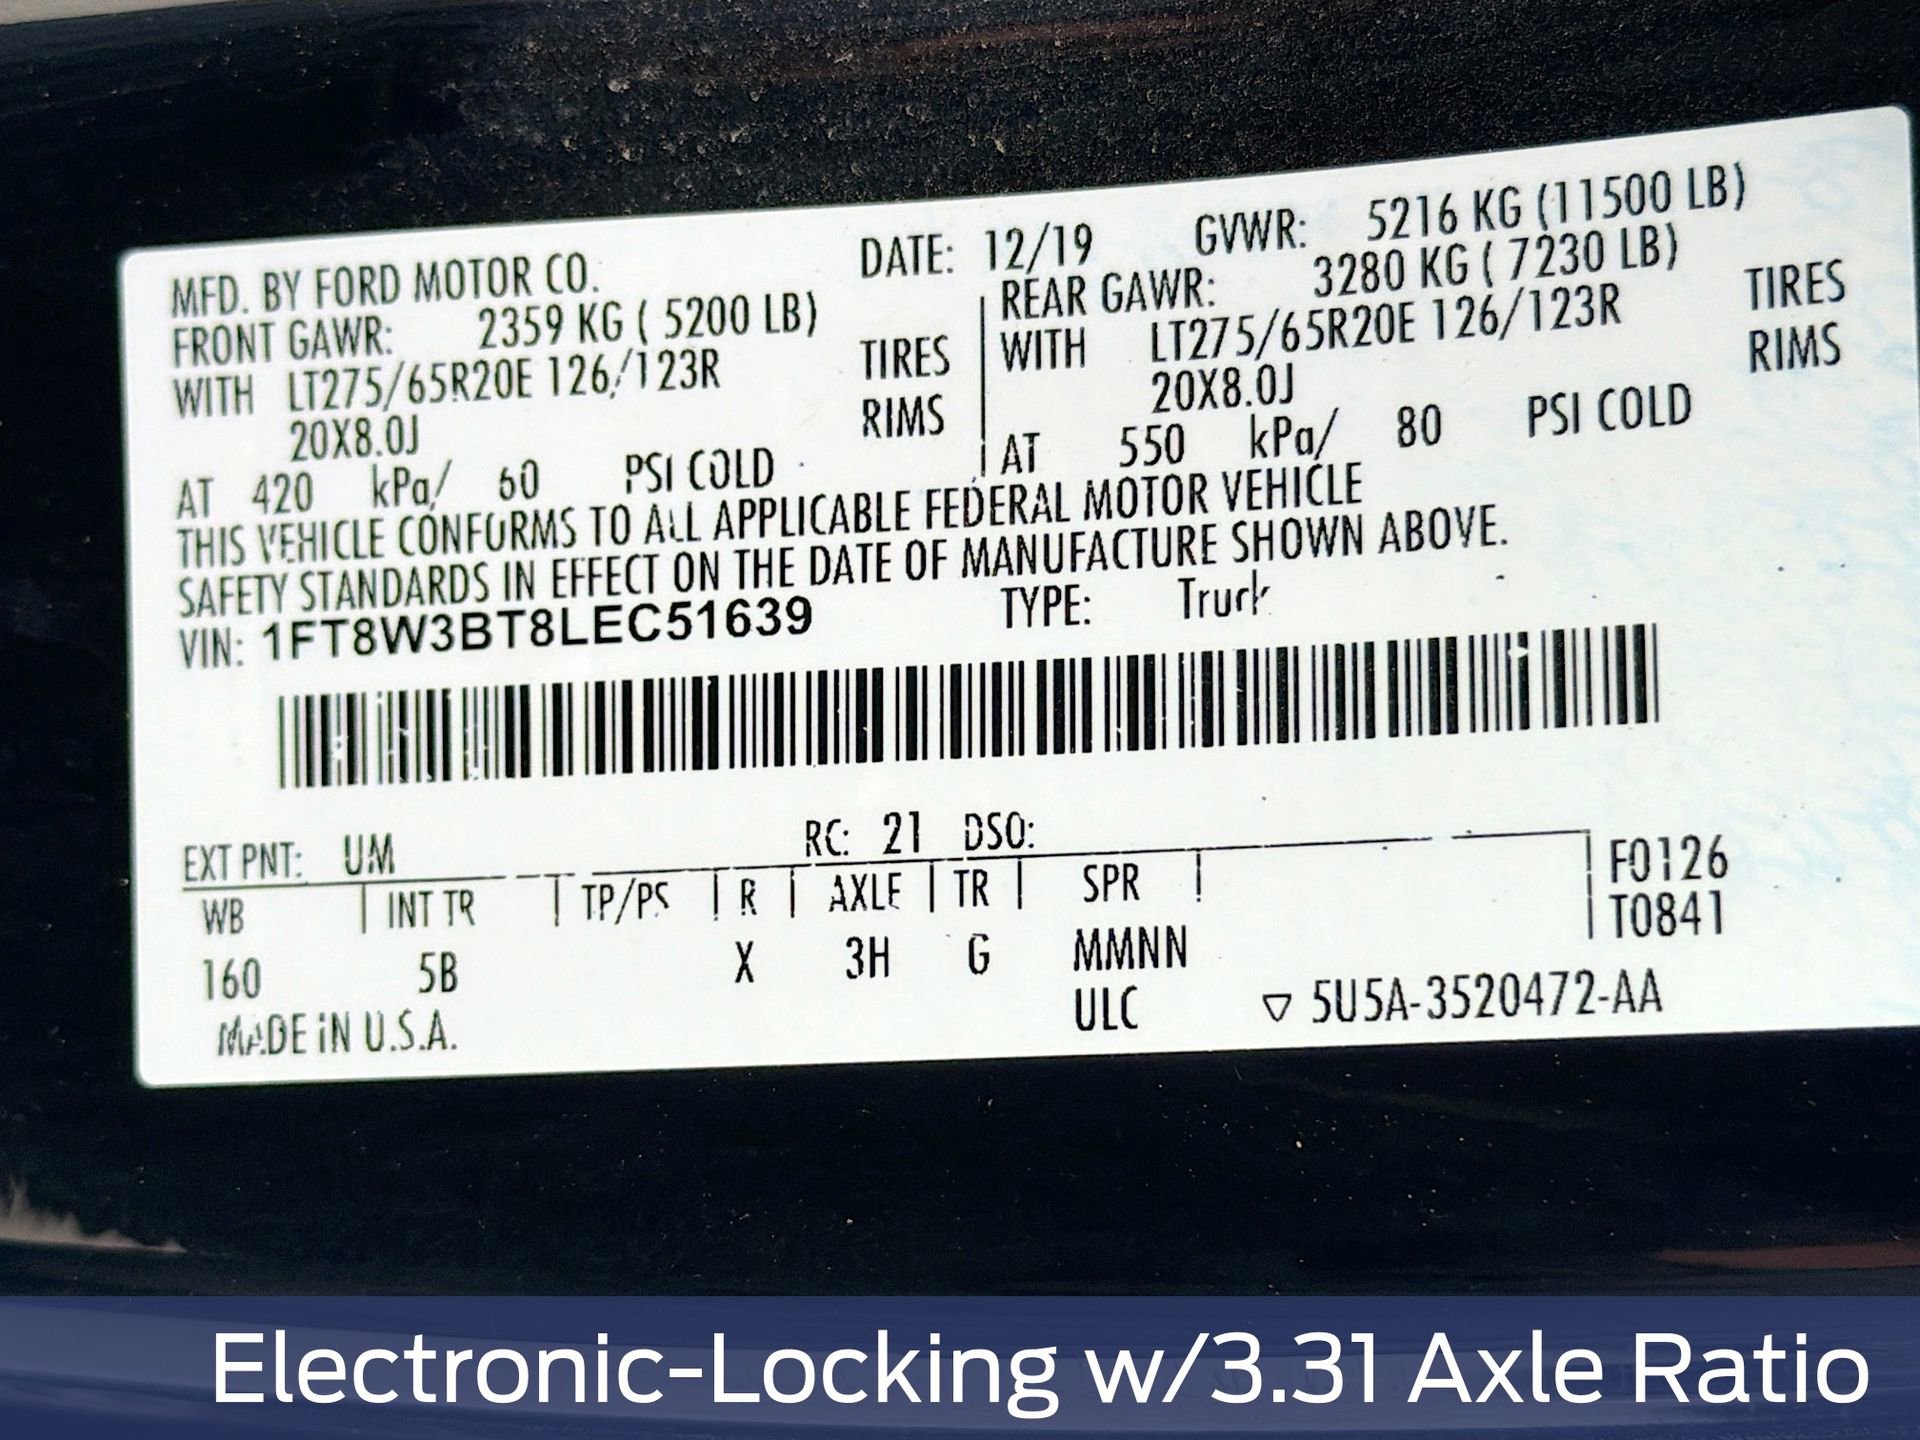 MFD. BY FORD MOTOR CO. DATE: 12/19 GVWR: 5216 KG (11500 LB)
FRONT GAWR: 2359 KG ( 5200 LB) REAR GAWR: 3280 KG ( 7230 LB)
WITH LT275/65R20E 126/123R TIRES WITH LT275/65R20E 126/123R TIRES
20X8.0J RIMS 20X8.0J RIMS
AT 420 kPa/ 60 PSI COLD AT 550 kPa/ 80 PSI COLD
THIS VEHICLE CONFORMS TO ALL APPLICABLE FEDERAL MOTOR VEHICLE
SAFETY STANDARDS IN EFFECT ON THE DATE OF MANUFACTURE SHOWN ABOVE.
VIN: 1FT8W3BT8LEC51639 TYPE: Truck
EXT PNT: UM RC: 21 DSO:
WB INT TR TP/PS R AXLE TR SPR F0126
T0841
160 5B X 3H G MMNN
ULC ▽ 5U5A-3520472-AA
MADE IN U.S.A.
Electronic-Locking w/3.31 Axle Ratio